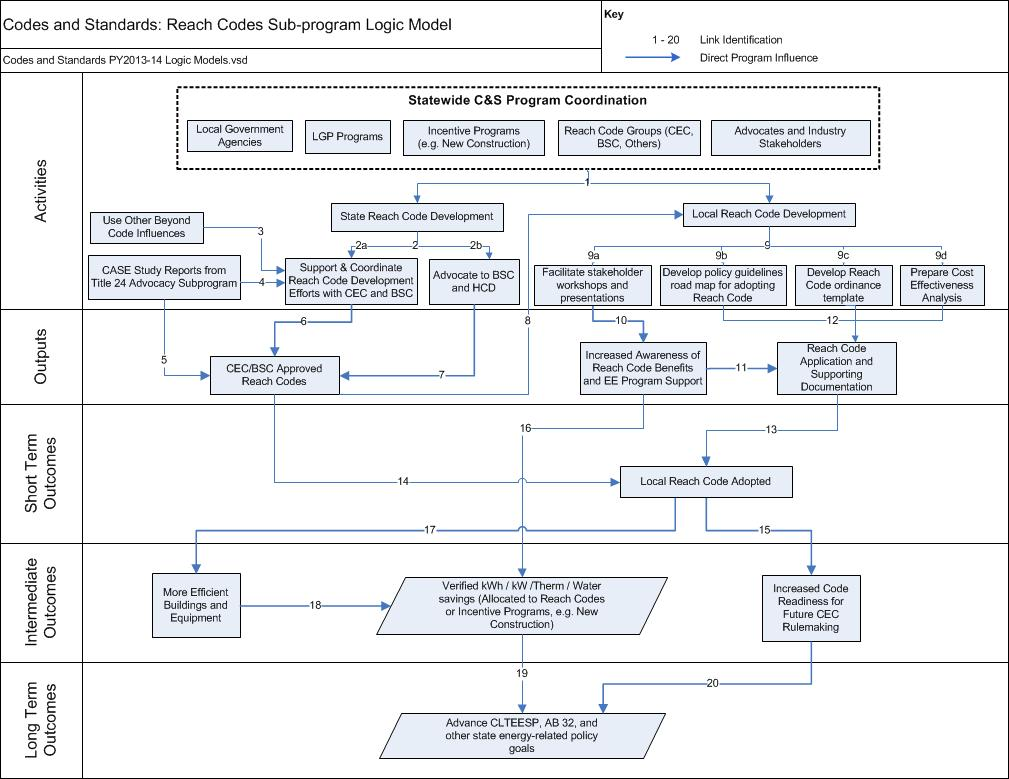 Codes and Standards: Reach Codes Sub-program Logic Model
Codes and Standards PY2013-14 Logic Models.vsd
Key
1 - 20 Link Identification
Direct Program Influence
Activities
Statewide C&S Program Coordination
Local Government
Agencies
LGP Programs
Incentive Programs
(e.g. New Construction)
Reach Code Groups (CEC,
BSC, Others)
Advocates and Industry
Stakeholders
1
State Reach Code Development
Local Reach Code Development
Use Other Beyond
Code Influences
3
2a
2
2b
9
9a
9b
9c
9d
CASE Study Reports from
Title 24 Advocacy Subprogram
4
Support & Coordinate
Reach Code Development
Efforts with CEC and BSC
Advocate to BSC
and HCD
Facilitate stakeholder
workshops and
presentations
Develop policy guidelines
road map for adopting
Reach Code
Develop Reach
Code ordinance
template
Prepare Cost
Effectiveness
Analysis
Outputs
6
8
10
12
5
CEC/BSC Approved
Reach Codes
7
Increased Awareness of
Reach Code Benefits
and EE Program Support
11
Reach Code
Application and
Supporting
Documentation
Short Term
Outcomes
16
13
14
Local Reach Code Adopted
17
15
Intermediate
Outcomes
More Efficient
Buildings and
Equipment
18
Verified kWh / kW /Therm / Water
savings (Allocated to Reach Codes
or Incentive Programs, e.g. New
Construction)
Increased Code
Readiness for
Future CEC
Rulemaking
Long Term
Outcomes
19
20
Advance CLTEESP, AB 32, and
other state energy-related policy
goals